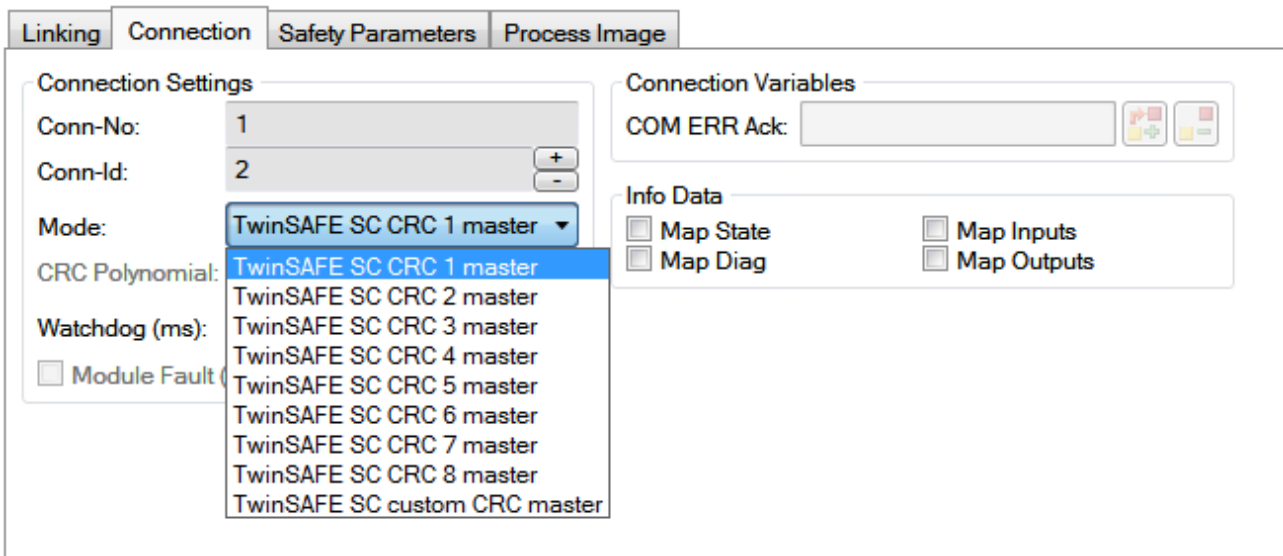 Linking Connection Safety Parameters Process Image
Connection Settings
Conn-No: 1
Conn-Id: 2
+
-
Mode: TwinSAFE SC CRC 1 master
CRC Polynomial:
TwinSAFE SC CRC 1 master
TwinSAFE SC CRC 2 master
TwinSAFE SC CRC 3 master
TwinSAFE SC CRC 4 master
TwinSAFE SC CRC 5 master
TwinSAFE SC CRC 6 master
TwinSAFE SC CRC 7 master
TwinSAFE SC CRC 8 master
TwinSAFE SC custom CRC master
Watchdog (ms):
Module Fault (
Connection Variables
COM ERR Ack:
Info Data
Map State Map Inputs
Map Diag Map Outputs